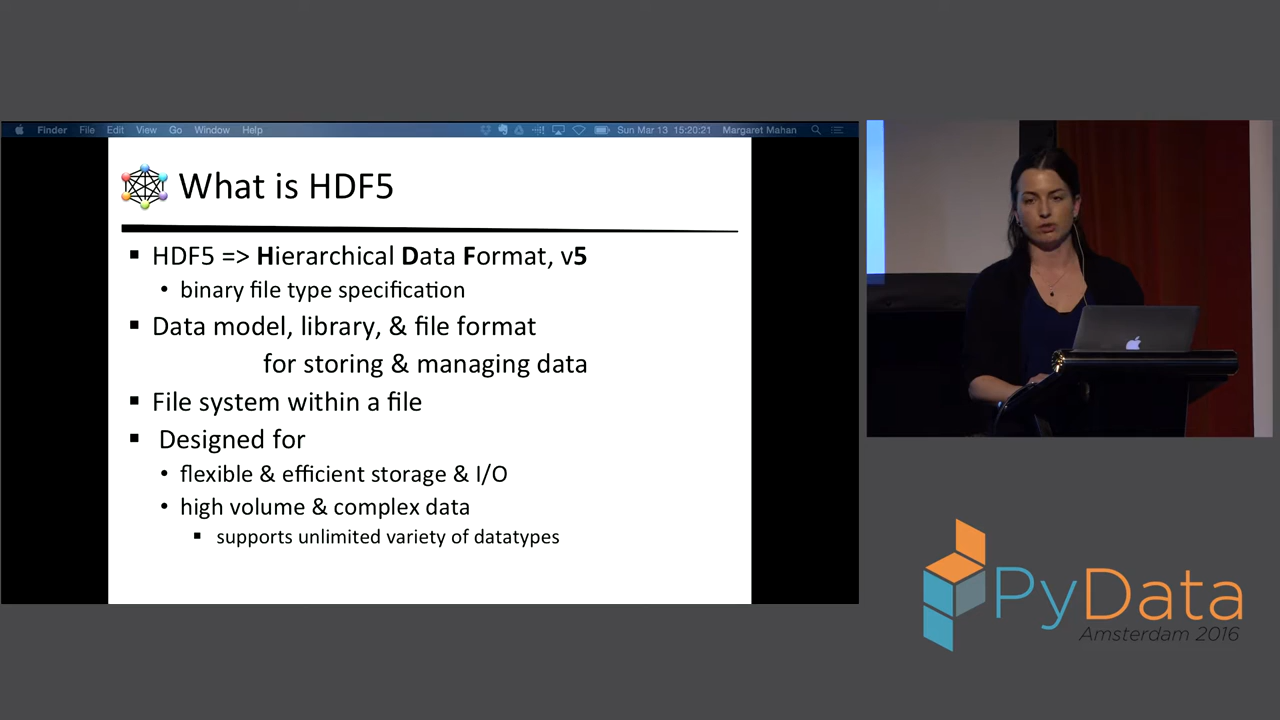 Finder File Edit View Go Window Help Sun Mar 13 15:20:21 Margaret Mahan
What is HDF5
HDF5 => Hierarchical Data Format, v5
binary file type specification
Data model, library, & file format
for storing & managing data
File system within a file
Designed for
flexible & efficient storage & I/O
high volume & complex data
supports unlimited variety of datatypes
PyData
Amsterdam 2016